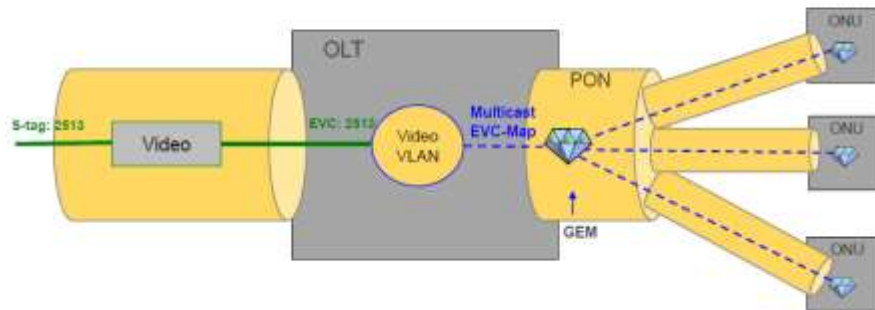 OLT
ONU
PON
S-tag: 2513
EVC: 2513
Multicast
EVC-Map
Video
Video
VLAN
ONU
GEM
ONU